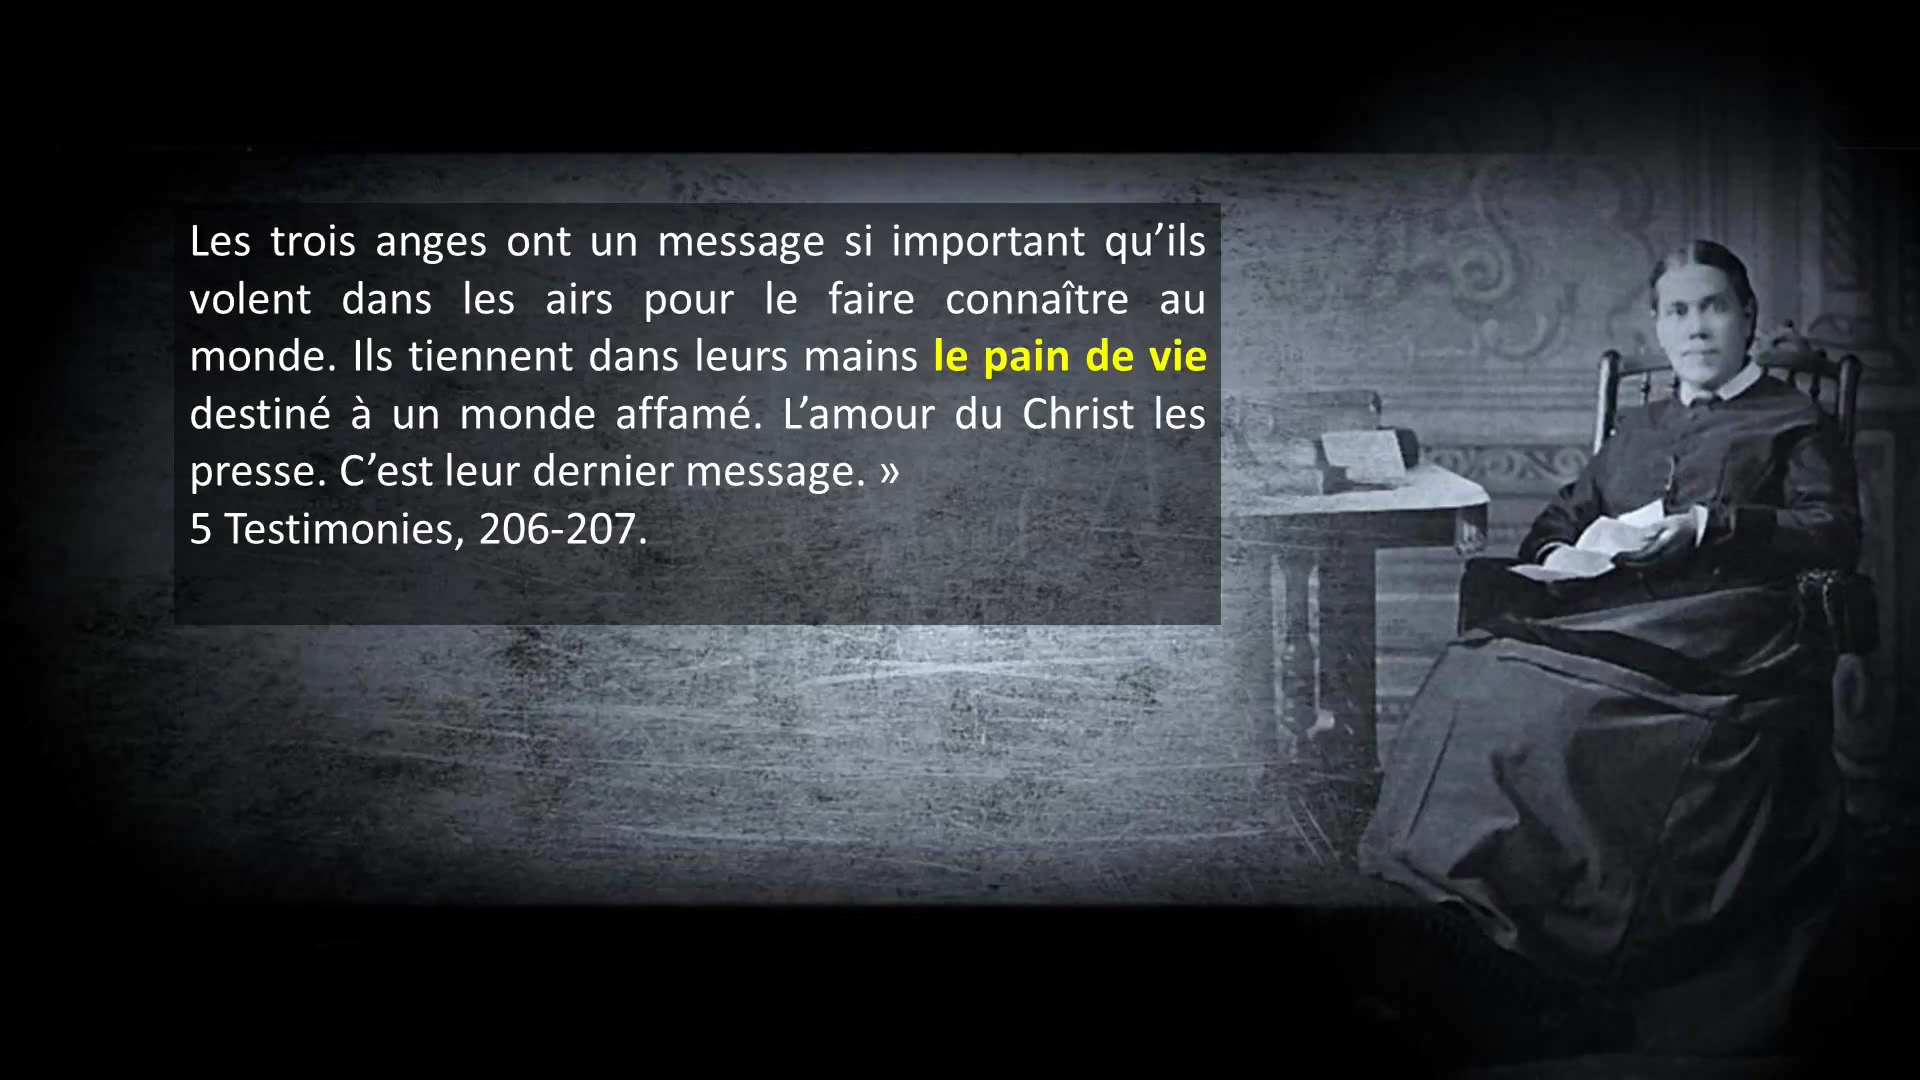 Les trois anges ont un message si important qu’ils
volent dans les airs pour le faire connaître au
monde. Ils tiennent dans leurs mains le pain de vie
destiné à un monde affamé. L’amour du Christ les
presse. C’est leur dernier message. »
5 Testimonies, 206-207.